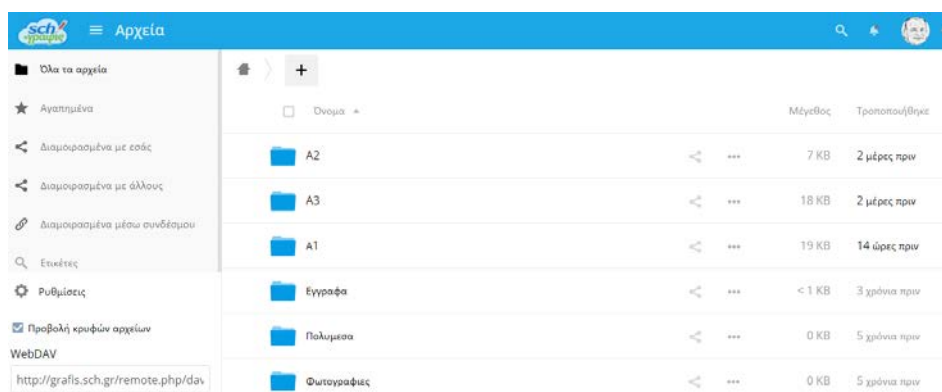 sch
γραφις
Αρχεία
Όλα τα αρχεία
Αγαπημένα
Διαμοιρασμένα με εσάς
Διαμοιρασμένα με άλλους
Διαμοιρασμένα μέσω συνδέσμου
Ετικέτες
Ρυθμίσεις
Προβολή κρυφών αρχείων
WebDAV
http://grafis.sch.gr/remote.php/dav
+
Όνομα Μέγεθος Τροποποιήθηκε
A2 7 KB 2 μέρες πριν
A3 18 KB 2 μέρες πριν
A1 19 KB 14 ώρες πριν
Εγγραφα < 1 KB 3 χρόνια πριν
Πολυμεσα 0 KB 5 χρόνια πριν
Φωτογραφιες 0 KB 5 χρόνια πριν